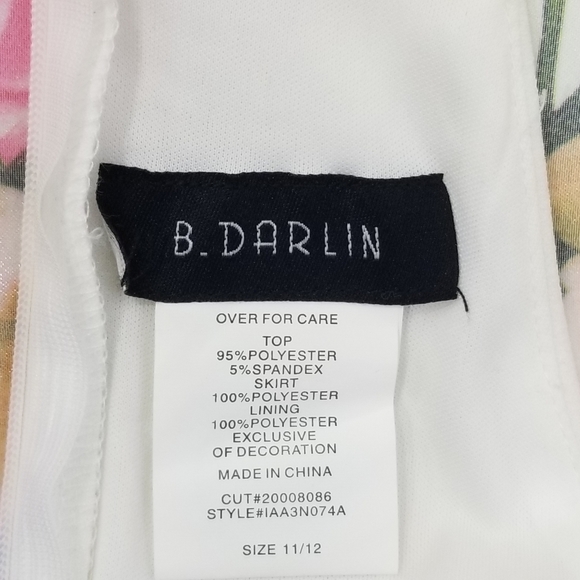 B. DARLIN
OVER FOR CARE
TOP
95%POLYESTER
5%SPANDEX
SKIRT
100%POLYESTER
LINING
100%POLYESTER
EXCLUSIVE
OF DECORATION
MADE IN CHINA
CUT#20008086
STYLE#IAA3N074A
SIZE 11/12